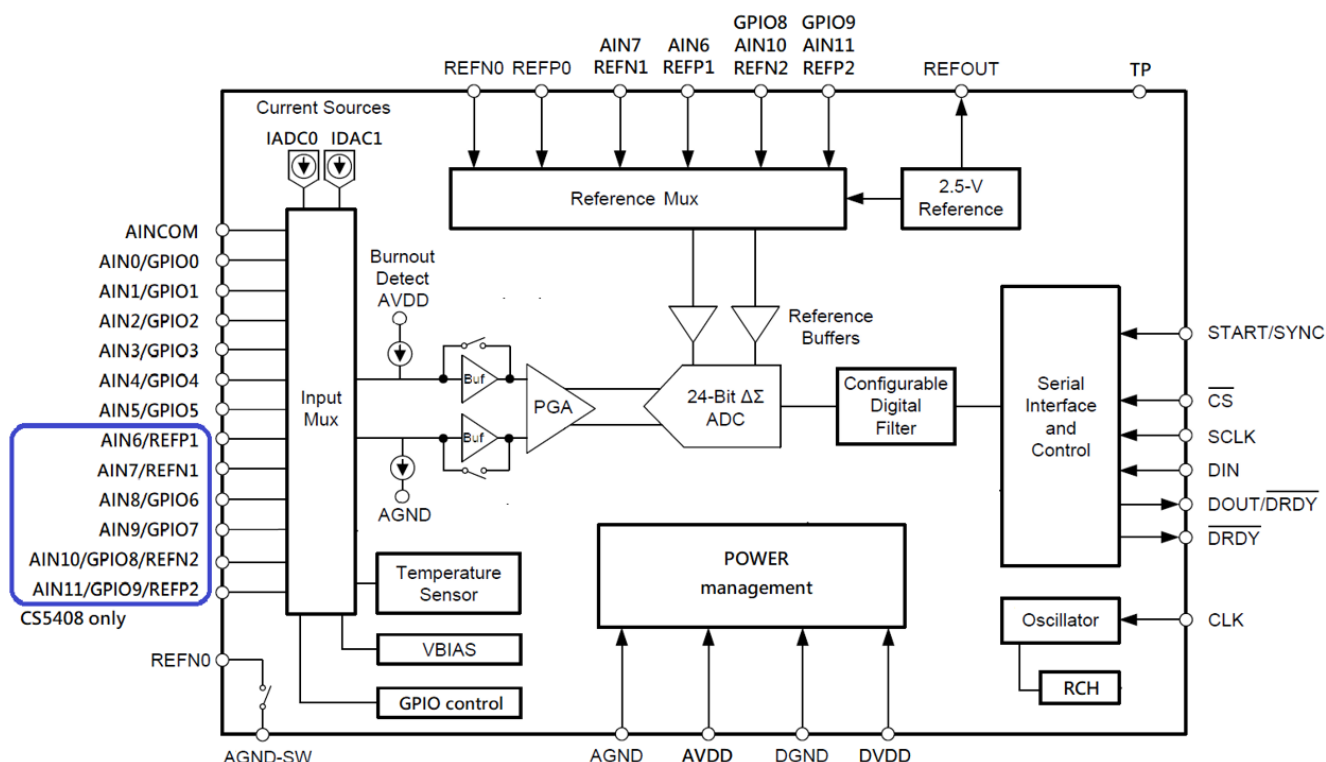 GPIO8 GPIO9
AIN7 AIN6 AIN10 AIN11
REFN0 REFP0 REFN1 REFP1 REFN2 REFP2 REFOUT TP
Current Sources
IADC0 IDAC1
Reference Mux
2.5-V
Reference
AINCOM
AIN0/GPIO0
AIN1/GPIO1
AIN2/GPIO2
AIN3/GPIO3
AIN4/GPIO4
AIN5/GPIO5
AIN6/REFP1
AIN7/REFN1
AIN8/GPIO6
AIN9/GPIO7
AIN10/GPIO8/REFN2
AIN11/GPIO9/REFP2
CS5408 only
REFN0
AGND-SW
Input
Mux
Burnout
Detect
AVDD
Buf
Buf
AGND
PGA
Reference
Buffers
24-Bit ΔΣ
ADC
Configurable
Digital
Filter
Serial
Interface
and
Control
START/SYNC
CS
SCLK
DIN
DOUT/DRDY
DRDY
Temperature
Sensor
VBIAS
GPIO control
POWER
management
Oscillator
CLK
RCH
AGND AVDD DGND DVDD